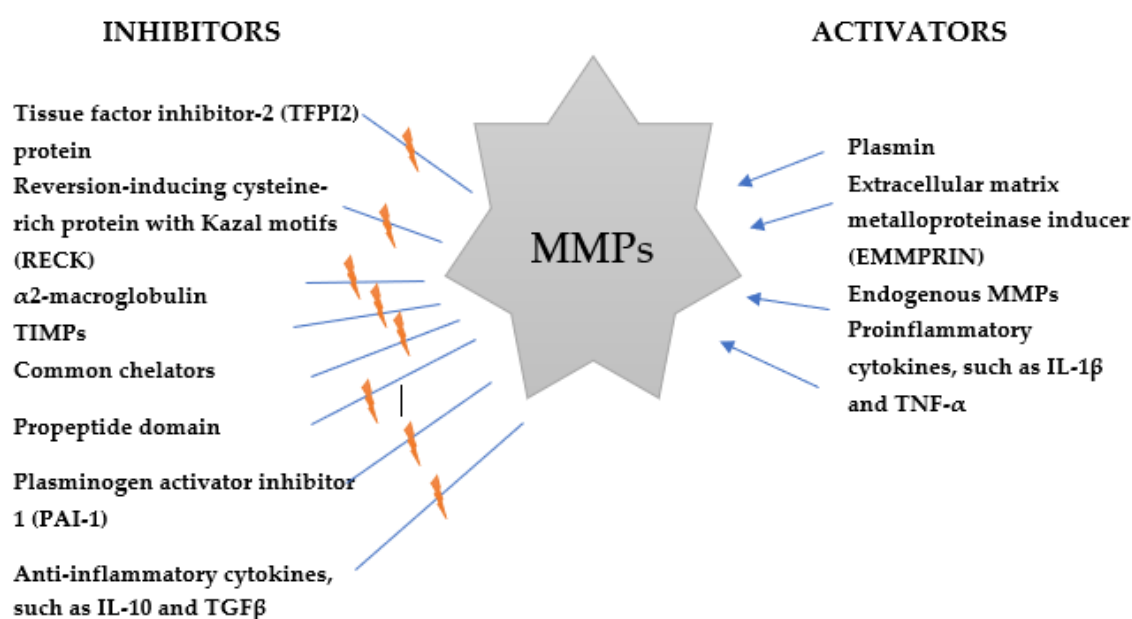 INHIBITORS
Tissue factor inhibitor-2 (TFPI2)
protein
Reversion-inducing cysteine-
rich protein with Kazal motifs
(RECK)
α2-macroglobulin
TIMPs
Common chelators
Propeptide domain
Plasminogen activator inhibitor
1 (PAI-1)
Anti-inflammatory cytokines,
such as IL-10 and TGFβ
MMPs
ACTIVATORS
Plasmin
Extracellular matrix
metalloproteinase inducer
(EMMPRIN)
Endogenous MMPs
Proinflammatory
cytokines, such as IL-1β
and TNF-α